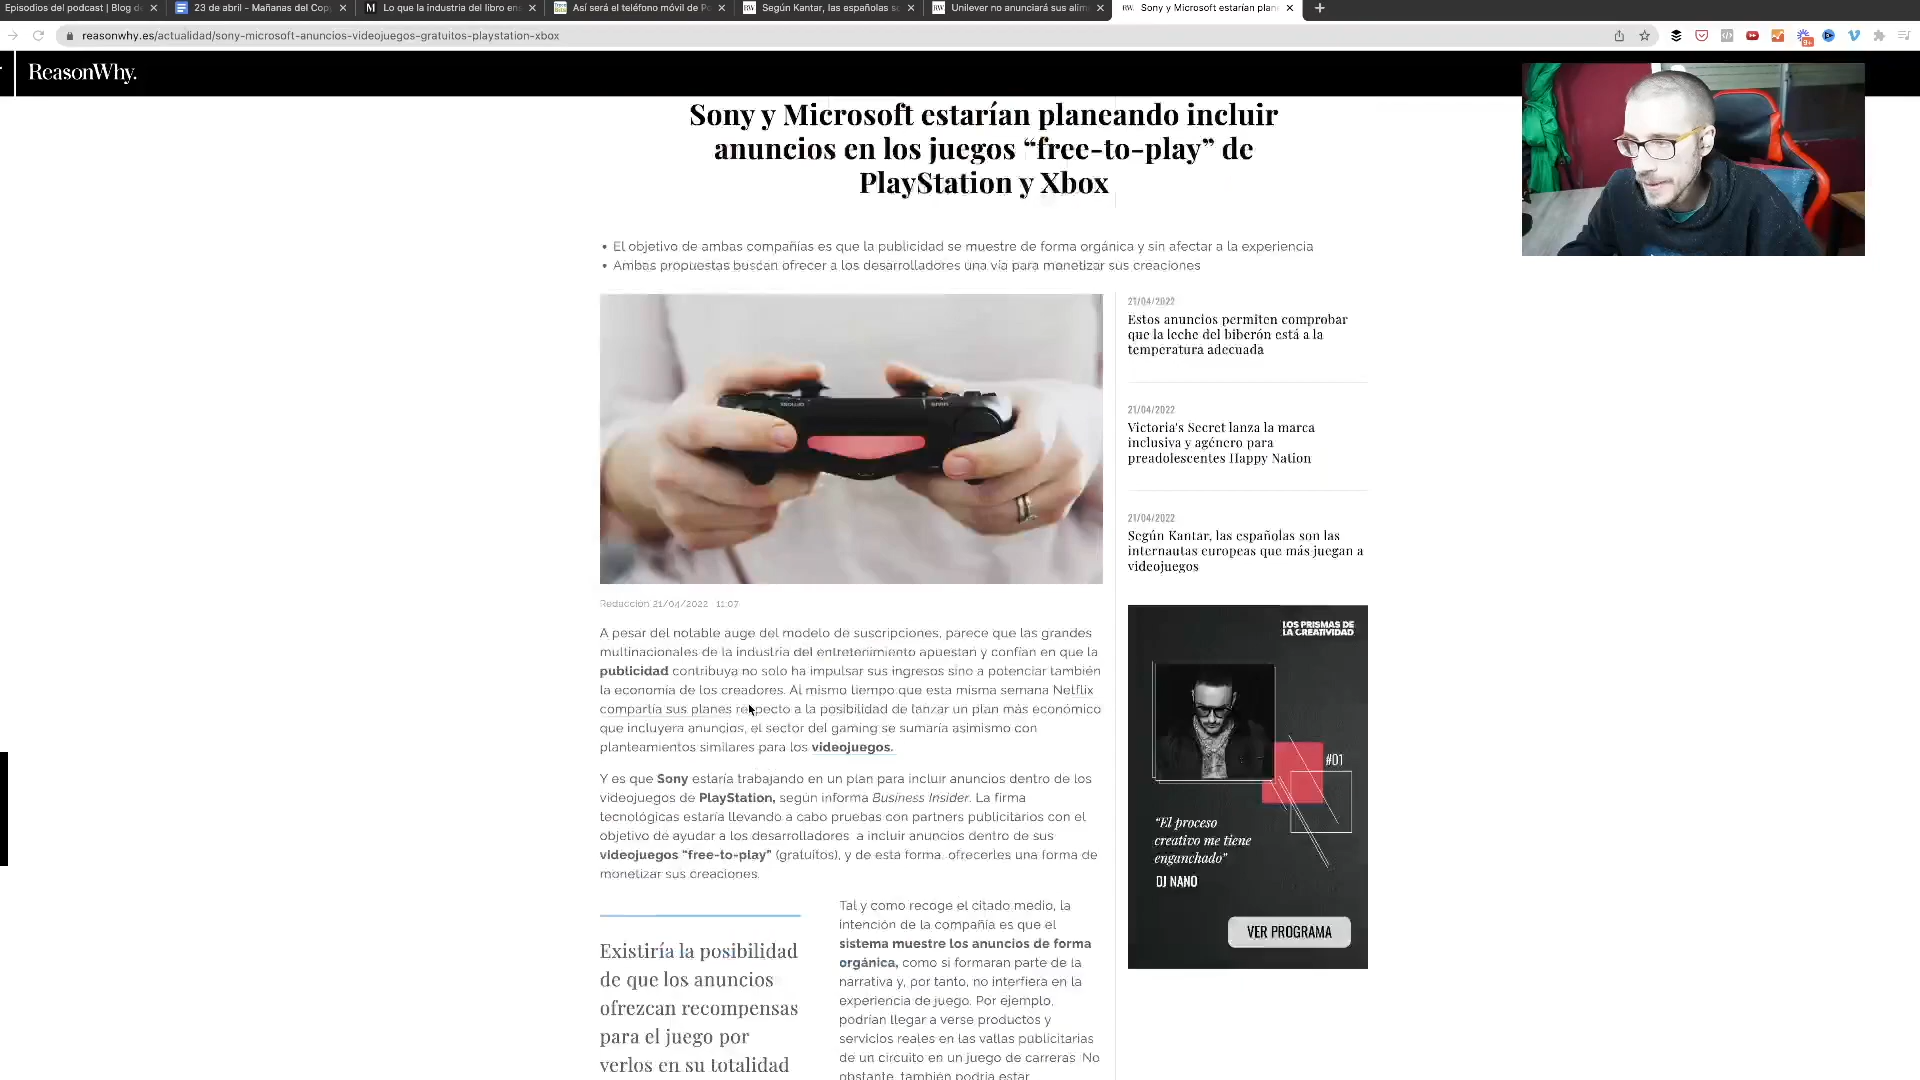 Episodios del podcast | Blog de
23 de abril - Mañanas del Cop
Lo que la industria del libro en
Así será el teléfono móvil de P
Según Kantar, las españolas s
Unilever no anunciará sus alim
Sony y Microsoft estarían plan
reasonwhy.es/actualidad/sony-microsoft-anuncios-videojuegos-gratuitos-playstation-xbox
ReasonWhy.
Sony y Microsoft estarían planeando incluir
anuncios en los juegos “free-to-play” de
PlayStation y Xbox
• El objetivo de ambas compañías es que la publicidad se muestre de forma orgánica y sin afectar a la experiencia
• Ambas propuestas buscan ofrecer a los desarrolladores una vía para monetizar sus creaciones
Redacción 21/04/2022 11:07
A pesar del notable auge del modelo de suscripciones, parece que las grandes
multinacionales de la industria del entretenimiento apuestan y confían en que la
publicidad contribuya no solo ha impulsar sus ingresos sino a potenciar también
la economía de los creadores. Al mismo tiempo que esta misma semana Netflix
compartía sus planes respecto a la posibilidad de lanzar un plan más económico
que incluyera anuncios, el sector del gaming se sumaría asimismo con
planteamientos similares para los videojuegos.
Y es que Sony estaría trabajando en un plan para incluir anuncios dentro de los
videojuegos de PlayStation, según informa Business Insider. La firma
tecnológicas estaría llevando a cabo pruebas con partners publicitarios con el
objetivo de ayudar a los desarrolladores a incluir anuncios dentro de sus
videojuegos “free-to-play” (gratuitos), y de esta forma ofrecerles una forma de
monetizar sus creaciones.
Existiría la posibilidad
de que los anuncios
ofrezcan recompensas
para el juego por
verlos en su totalidad
Tal y como recoge el citado medio, la
intención de la compañía es que el
sistema muestre los anuncios de forma
orgánica, como si formaran parte de la
narrativa y, por tanto, no interfiera en la
experiencia de juego. Por ejemplo,
podrían llegar a verse productos y
servicios reales en las vallas publicitarias
de un circuito en un juego de carreras. No
obstante, también podría estar
21/04/2022
Estos anuncios permiten comprobar
que la leche del biberón está a la
temperatura adecuada
21/04/2022
Victoria's Secret lanza la marca
inclusiva y agénero para
preadolescentes Happy Nation
21/04/2022
Según Kantar, las españolas son las
internautas europeas que más juegan a
videojuegos
LOS PRISMAS DE
LA CREATIVIDAD
#01
“El proceso
creativo me tiene
enganchado”
DJ NANO
VER PROGRAMA